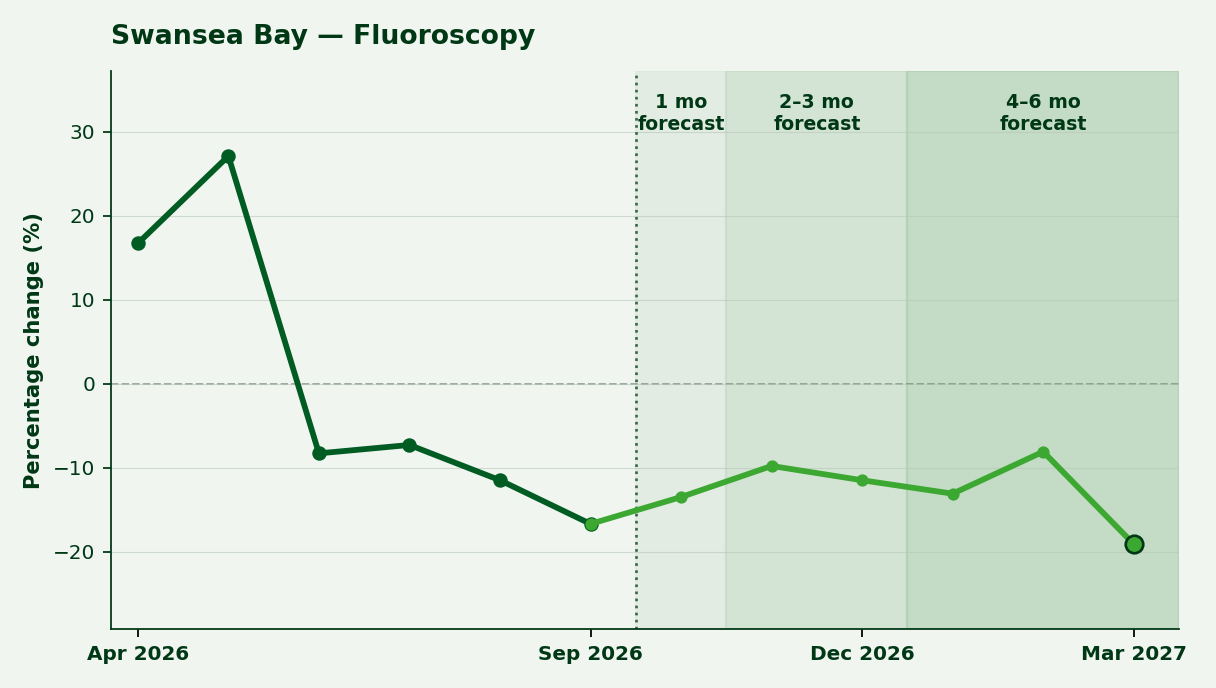 Swansea Bay — Fluoroscopy
1 mo
forecast
2–3 mo
forecast
4–6 mo
forecast
Percentage change (%)
30
20
10
0
−10
−20
Apr 2026
Sep 2026
Dec 2026
Mar 2027